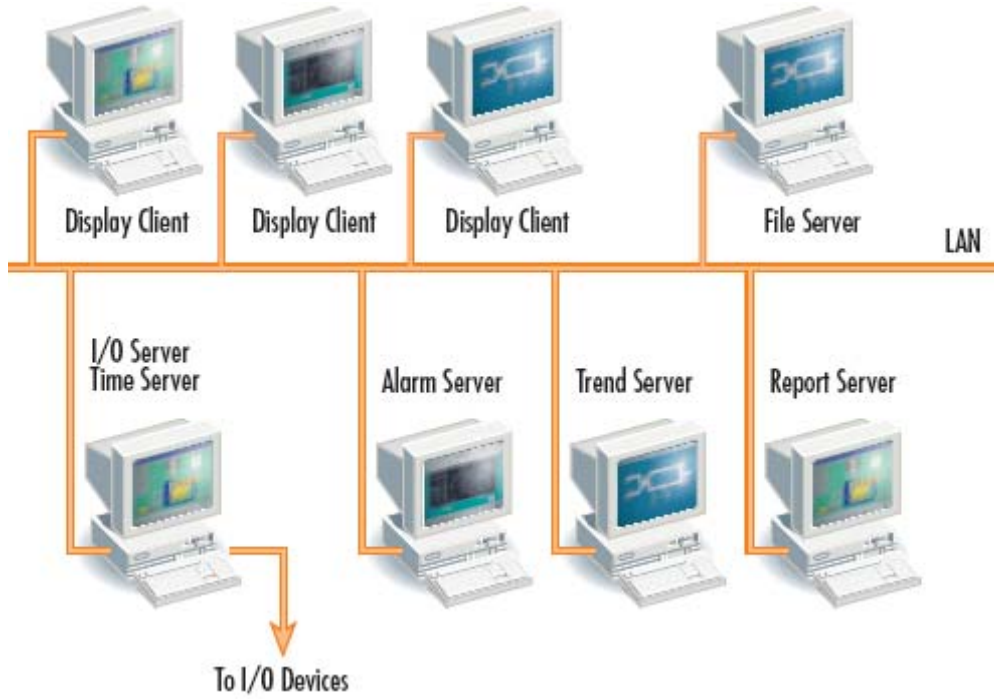 Display Client
Display Client
Display Client
File Server
LAN
I/O Server
Time Server
Alarm Server
Trend Server
Report Server
To I/O Devices